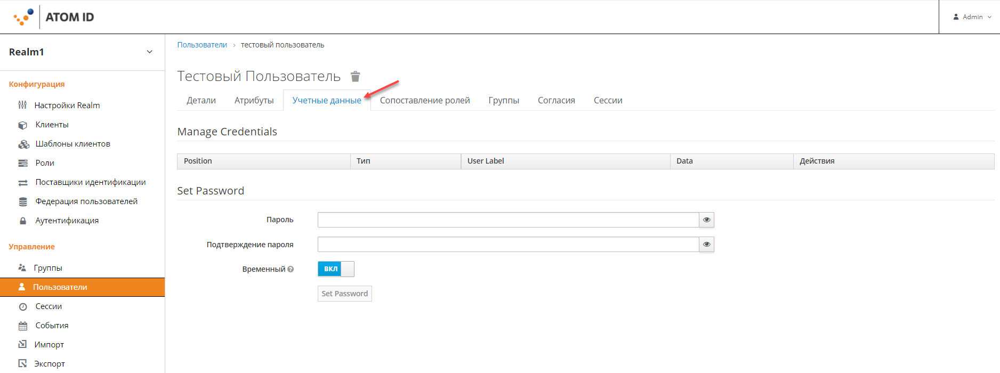 ATOM ID
Admin
Realm1
Конфигурация
Настройки Realm
Клиенты
Шаблоны клиентов
Роли
Поставщики идентификации
Федерация пользователей
Аутентификация
Управление
Группы
Пользователи
Сессии
События
Импорт
Экспорт
Пользователи › тестовый пользователь
Тестовый Пользователь
Детали Атрибуты Учетные данные Сопоставление ролей Группы Согласия Сессии
Manage Credentials
Position Тип User Label Data Действия
Set Password
Пароль
Подтверждение пароля
Временный ВКЛ
Set Password